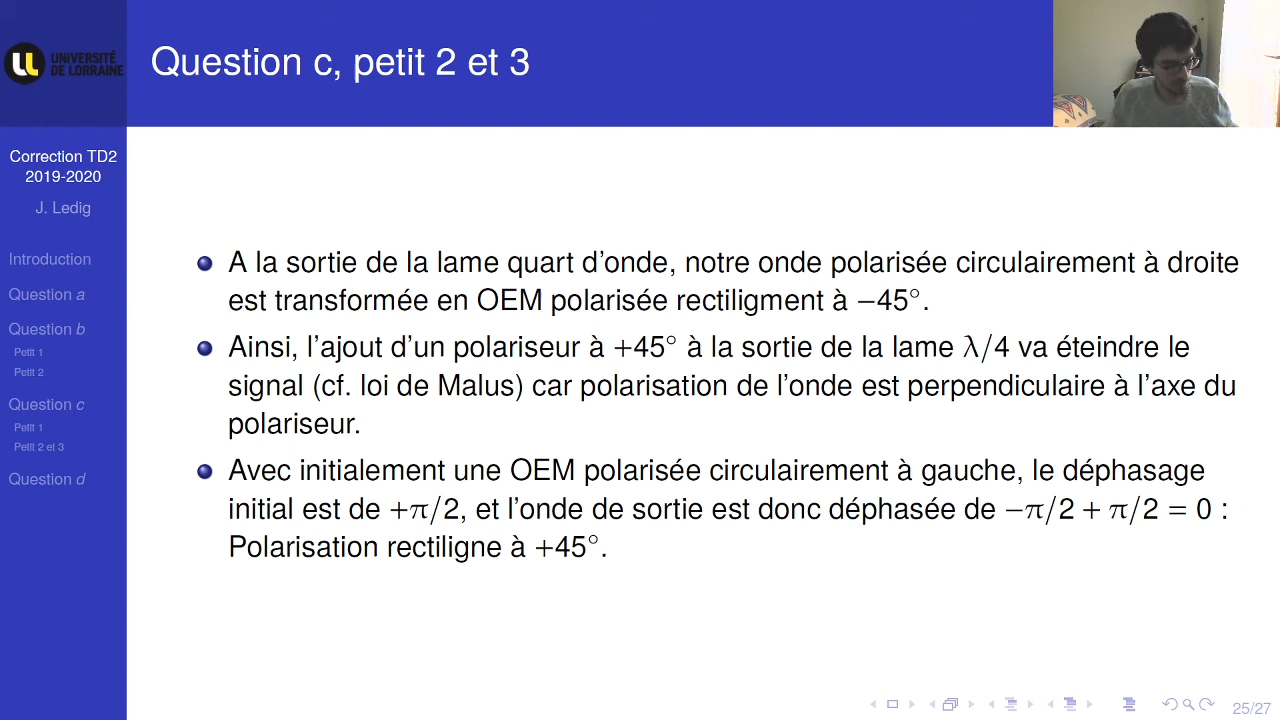 Question c, petit 2 et 3
UNIVERSITÉ
DE LORRAINE
Correction TD2
2019-2020
J. Ledig
Introduction
Question a
Question b
Petit 1
Petit 2
Question c
Petit 1
Petit 2 et 3
Question d
A la sortie de la lame quart d'onde, notre onde polarisée circulairement à droite
est transformée en OEM polarisée rectiligment à −45°.
Ainsi, l'ajout d'un polariseur à +45° à la sortie de la lame λ/4 va éteindre le
signal (cf. loi de Malus) car polarisation de l'onde est perpendiculaire à l'axe du
polariseur.
Avec initialement une OEM polarisée circulairement à gauche, le déphasage
initial est de +π/2, et l'onde de sortie est donc déphasée de −π/2 + π/2 = 0 :
Polarisation rectiligne à +45°.
25/27